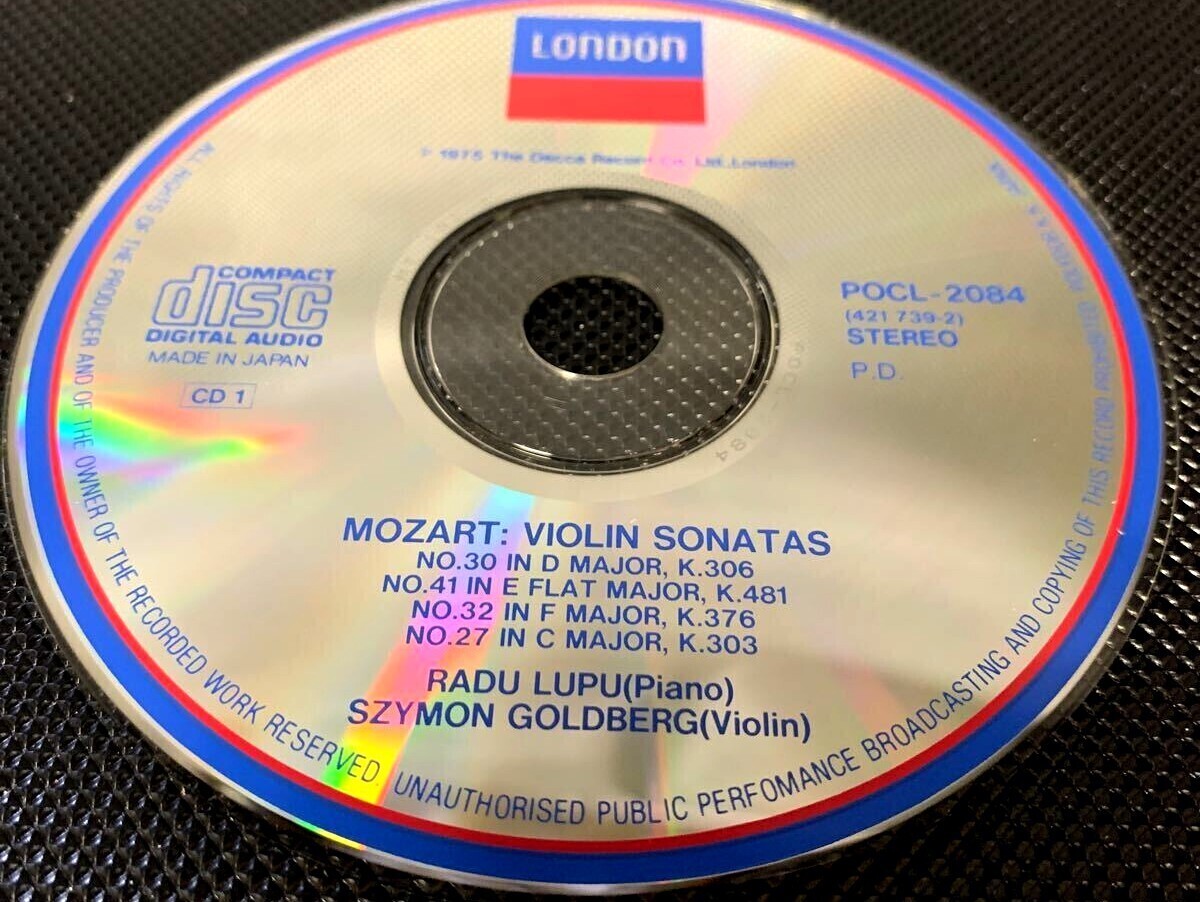 LONDON
℗ 1975 The Decca Record Co. Ltd., London
COMPACT
disc
DIGITAL AUDIO
MADE IN JAPAN
CD 1
POCL-2084
(421 739-2)
STEREO
P.D.
MOZART: VIOLIN SONATAS
NO.30 IN D MAJOR, K.306
NO.41 IN E FLAT MAJOR, K.481
NO.32 IN F MAJOR, K.376
NO.27 IN C MAJOR, K.303
RADU LUPU(Piano)
SZYMON GOLDBERG(Violin)
ALL RIGHTS OF THE PRODUCER AND OF THE OWNER OF THE RECORDED WORK RESERVED. UNAUTHORISED PUBLIC PERFOMANCE BROADCASTING AND COPYING OF THIS RECORD PROHIBITED.